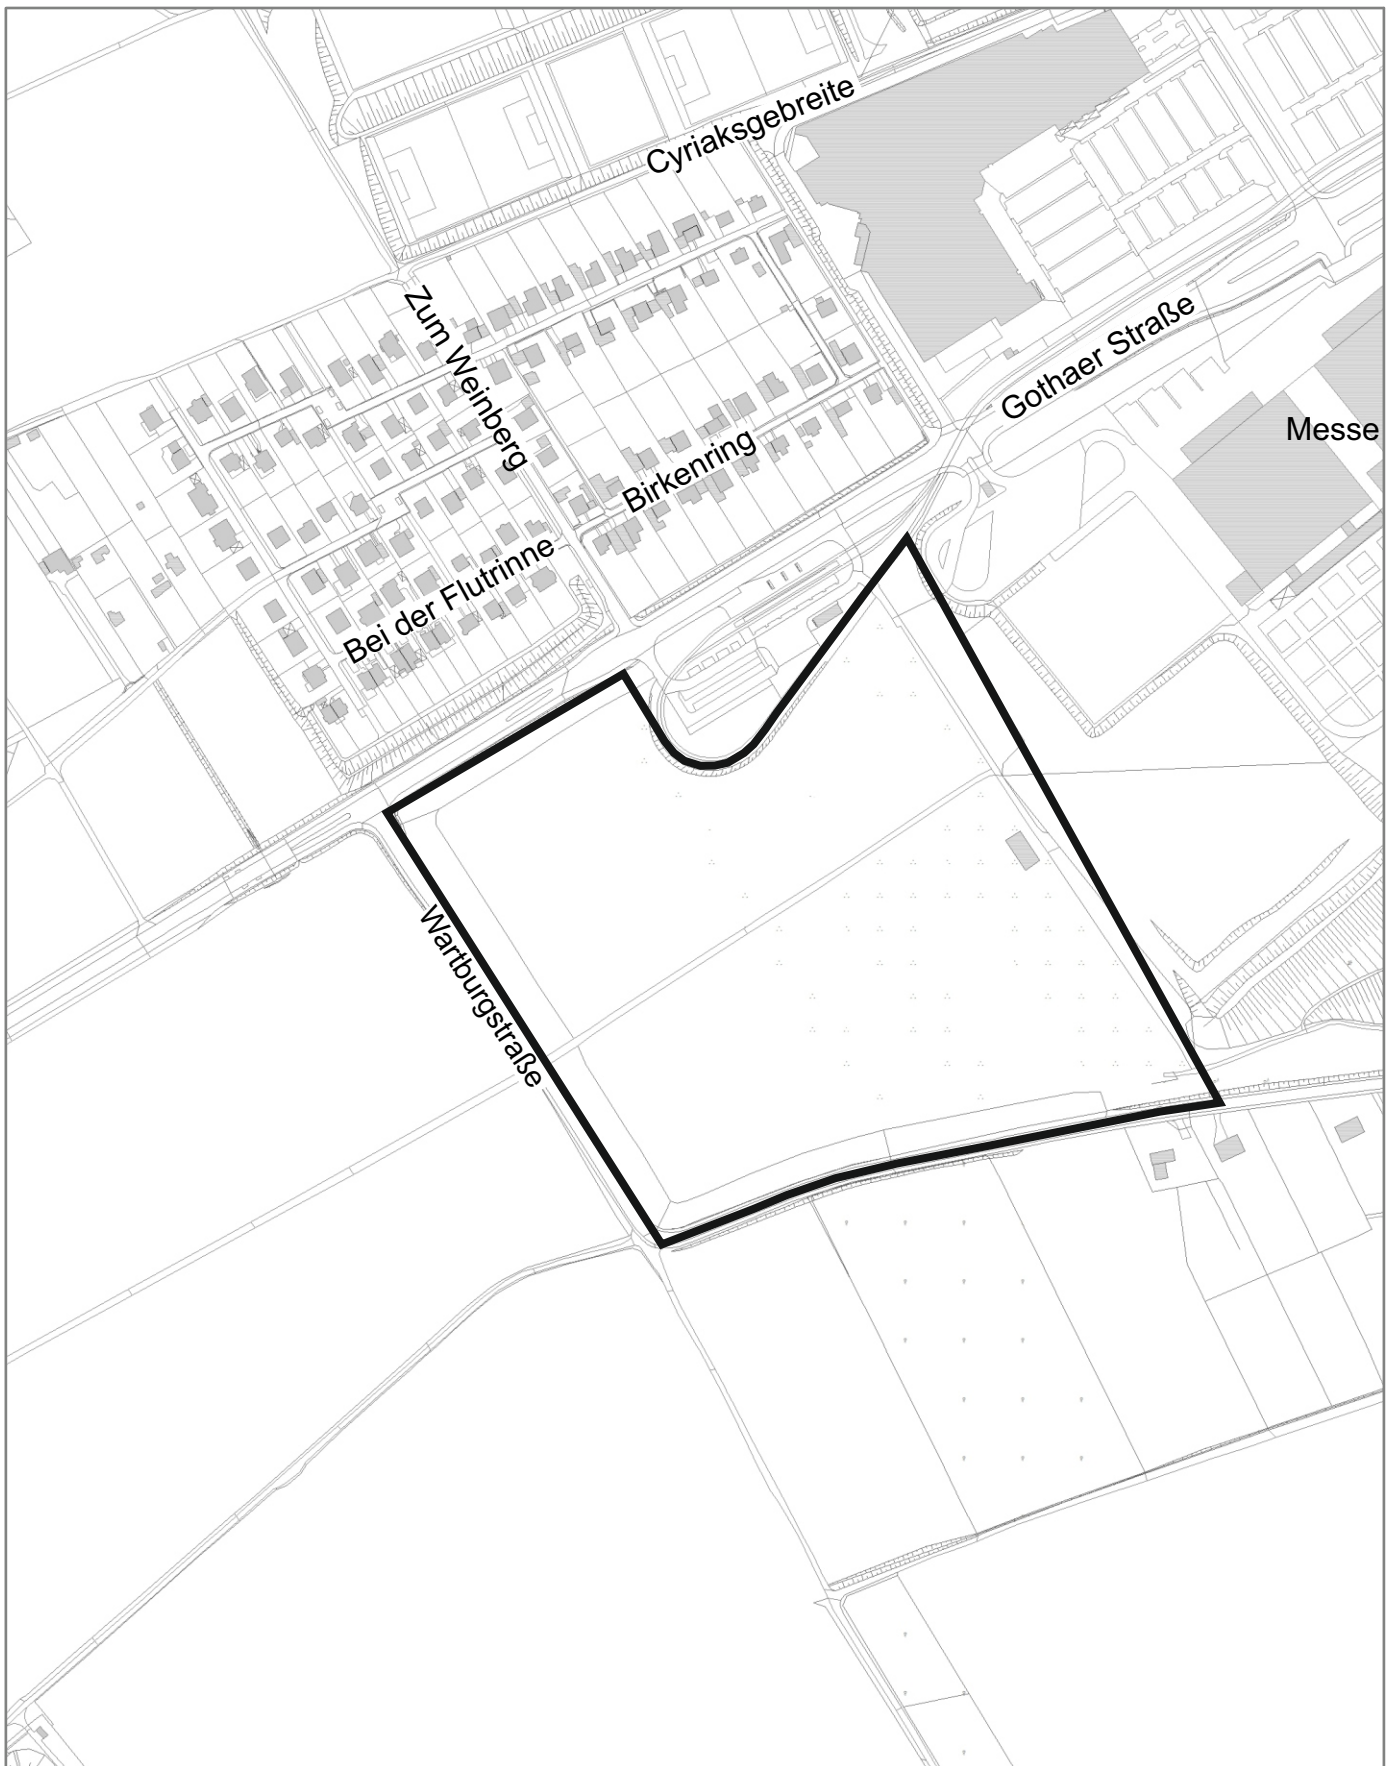 Cyriaksgebreite
Zum Weinberg
Gothaer Straße
Messe
Birkenring
Bei der Flutrinne
Wartburgstraße